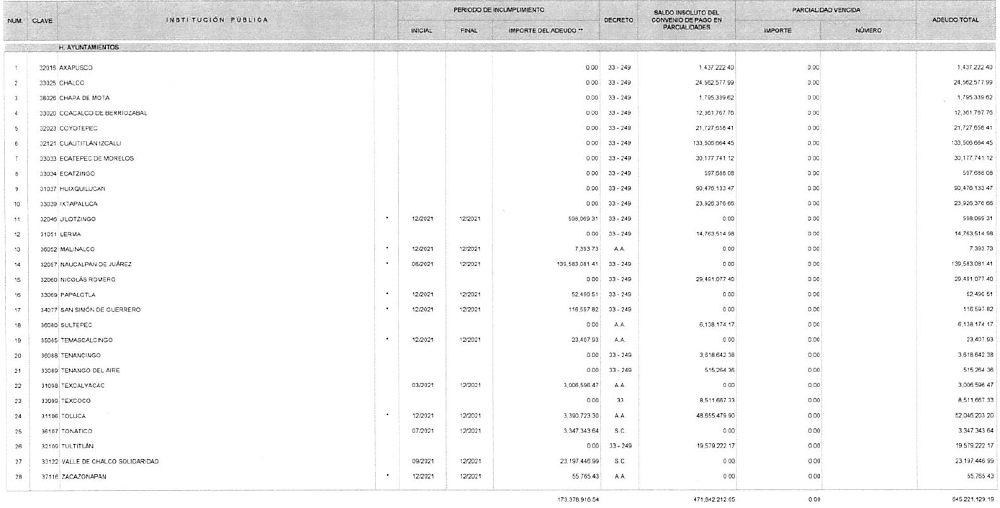 NUM. CLAVE INSTITUCIÓN PÚBLICA PERIODO DE INCUMPLIMIENTO DECRETO SALDO INSOLUTO DEL CONVENIO DE PAGO EN PARCIALIDADES PARCIALIDAD VENCIDA ADEUDO TOTAL
INICIAL FINAL IMPORTE DEL ADEUDO ** IMPORTE NÚMERO
H. AYUNTAMIENTOS
1 32016 AXAPUSCO 0.00 33 - 249 1,437,222.40 0.00 1,437,222.40
2 33025 CHALCO 0.00 33 - 249 24,562,577.99 0.00 24,562,577.99
3 38026 CHAPA DE MOTA 0.00 33 - 249 1,795,339.62 0.00 1,795,339.62
4 33020 COACALCO DE BERRIOZABAL 0.00 33 - 249 12,361,767.76 0.00 12,361,767.76
5 32023 COYOTEPEC 0.00 33 - 249 21,727,658.41 0.00 21,727,658.41
6 32121 CUAUTITLÁN IZCALLI 0.00 33 - 249 133,506,664.45 0.00 133,506,664.45
7 33033 ECATEPEC DE MORELOS 0.00 33 - 249 30,177,741.12 0.00 30,177,741.12
8 33034 ECATZINGO 0.00 33 - 249 597,686.08 0.00 597,686.08
9 31037 HUIXQUILUCAN 0.00 33 - 249 90,476,133.47 0.00 90,476,133.47
10 33039 IXTAPALUCA 0.00 33 - 249 23,926,376.66 0.00 23,926,376.66
11 32046 JILOTZINGO * 12/2021 12/2021 598,069.31 33 - 249 0.00 0.00 598,069.31
12 31051 LERMA 0.00 33 - 249 14,763,514.98 0.00 14,763,514.98
13 36052 MALINALCO * 12/2021 12/2021 7,393.73 A.A. 0.00 0.00 7,393.73
14 32057 NAUCALPAN DE JUÁREZ * 08/2021 12/2021 139,583,081.41 33 - 249 0.00 0.00 139,583,081.41
15 32060 NICOLÁS ROMERO 0.00 33 - 249 29,491,077.40 0.00 29,491,077.40
16 33069 PAPALOTLA * 12/2021 12/2021 52,490.51 33 - 249 0.00 0.00 52,490.51
17 34077 SAN SIMÓN DE GUERRERO * 12/2021 12/2021 116,597.82 33 - 249 0.00 0.00 116,597.82
18 36080 SULTEPEC 0.00 A.A. 6,138,174.17 0.00 6,138,174.17
19 35085 TEMASCALCINGO * 12/2021 12/2021 23,407.93 A.A. 0.00 0.00 23,407.93
20 36088 TENANCINGO 0.00 33 - 249 3,618,642.38 0.00 3,618,642.38
21 33089 TENANGO DEL AIRE 0.00 33 - 249 515,264.36 0.00 515,264.36
22 31098 TEXCALYACAC 03/2021 12/2021 3,006,596.47 A.A. 0.00 0.00 3,006,596.47
23 33099 TEXCOCO 0.00 33 8,511,667.33 0.00 8,511,667.33
24 31106 TOLUCA * 12/2021 12/2021 3,390,723.30 A.A. 48,655,479.90 0.00 52,046,203.20
25 36107 TONATICO 07/2021 12/2021 3,347,343.64 S.C. 0.00 0.00 3,347,343.64
26 32109 TULTITLÁN 0.00 33 - 249 19,579,222.17 0.00 19,579,222.17
27 33122 VALLE DE CHALCO SOLIDARIDAD 09/2021 12/2021 23,197,446.99 S.C. 0.00 0.00 23,197,446.99
28 37116 ZACAZONAPAN * 12/2021 12/2021 55,765.43 A.A. 0.00 0.00 55,765.43
173,378,916.54 471,842,212.65 0.00 645,221,129.19